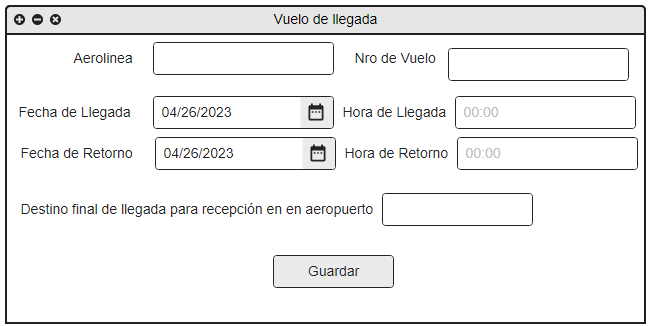 Vuelo de llegada
Aerolinea
Nro de Vuelo
Fecha de Llegada 04/26/2023 Hora de Llegada 00:00
Fecha de Retorno 04/26/2023 Hora de Retorno 00:00
Destino final de llegada para recepción en en aeropuerto
Guardar